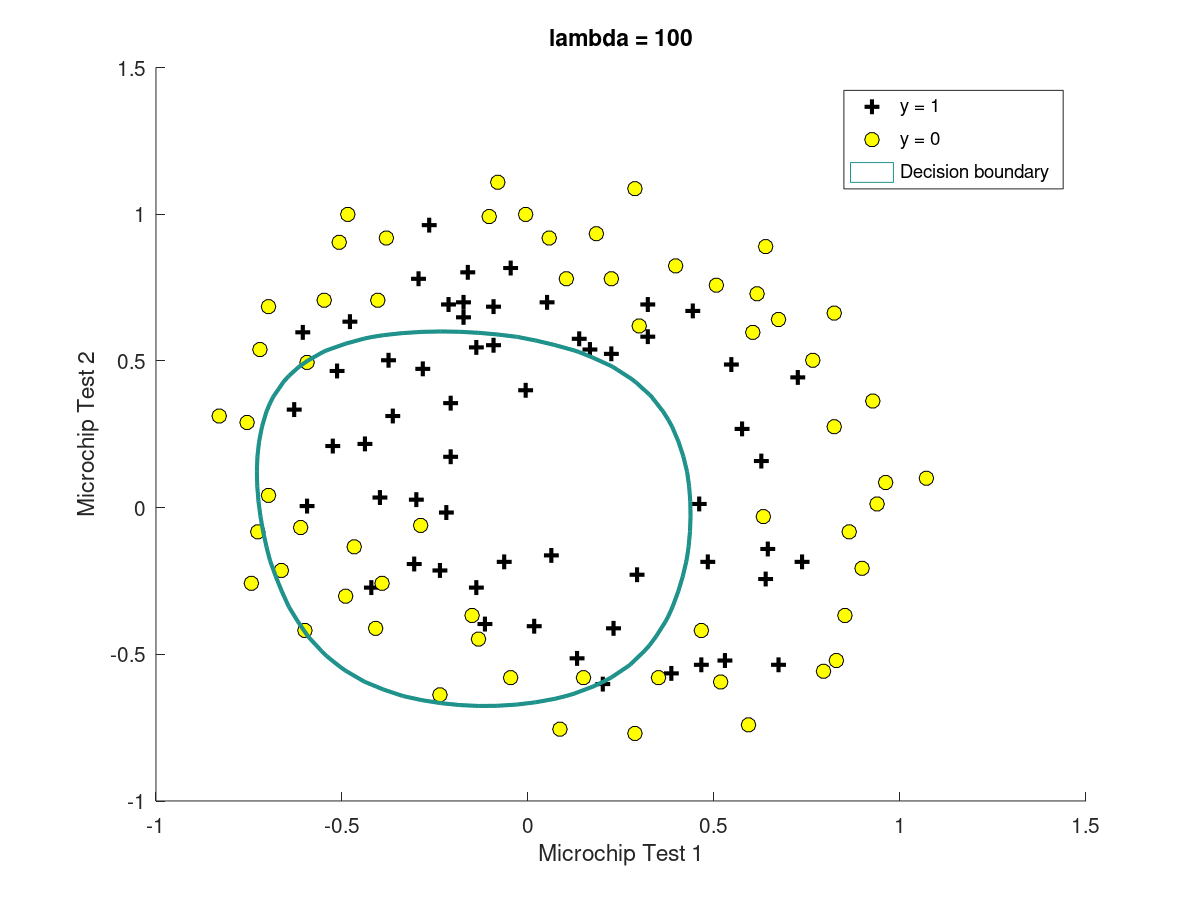 lambda = 100
y = 1
y = 0
Decision boundary
1.5
1
0.5
0
-0.5
-1
Microchip Test 2
-1
-0.5
0
0.5
1
1.5
Microchip Test 1